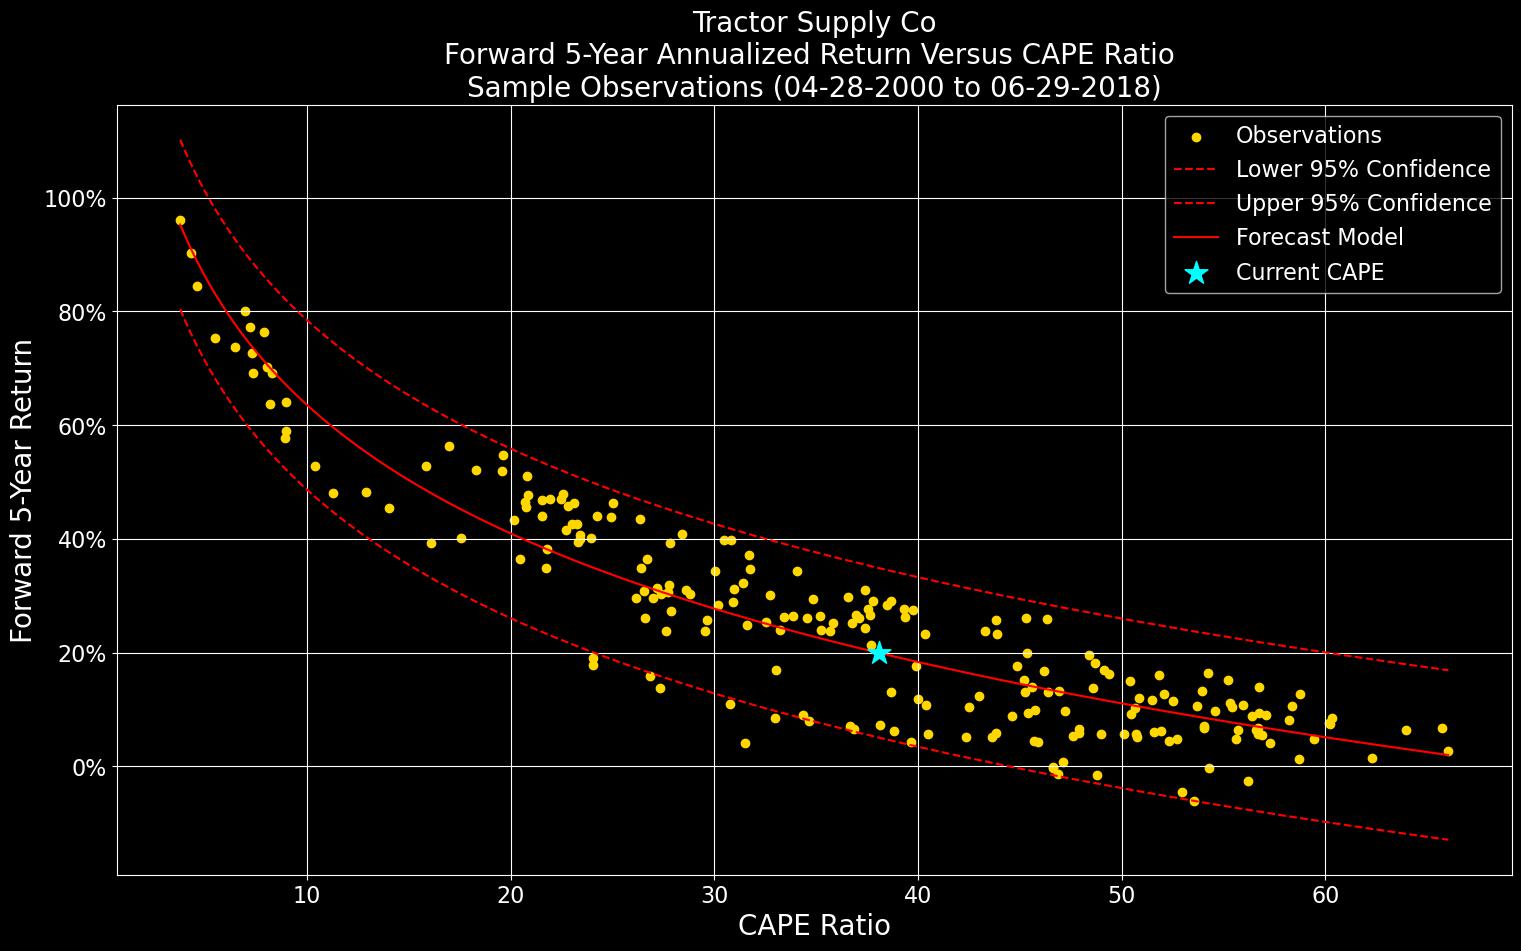 Tractor Supply Co
Forward 5-Year Annualized Return Versus CAPE Ratio
Sample Observations (04-28-2000 to 06-29-2018)
Observations
Lower 95% Confidence
Upper 95% Confidence
Forecast Model
Current CAPE
Forward 5-Year Return
100%
80%
60%
40%
20%
0%
10 20 30 40 50 60
CAPE Ratio